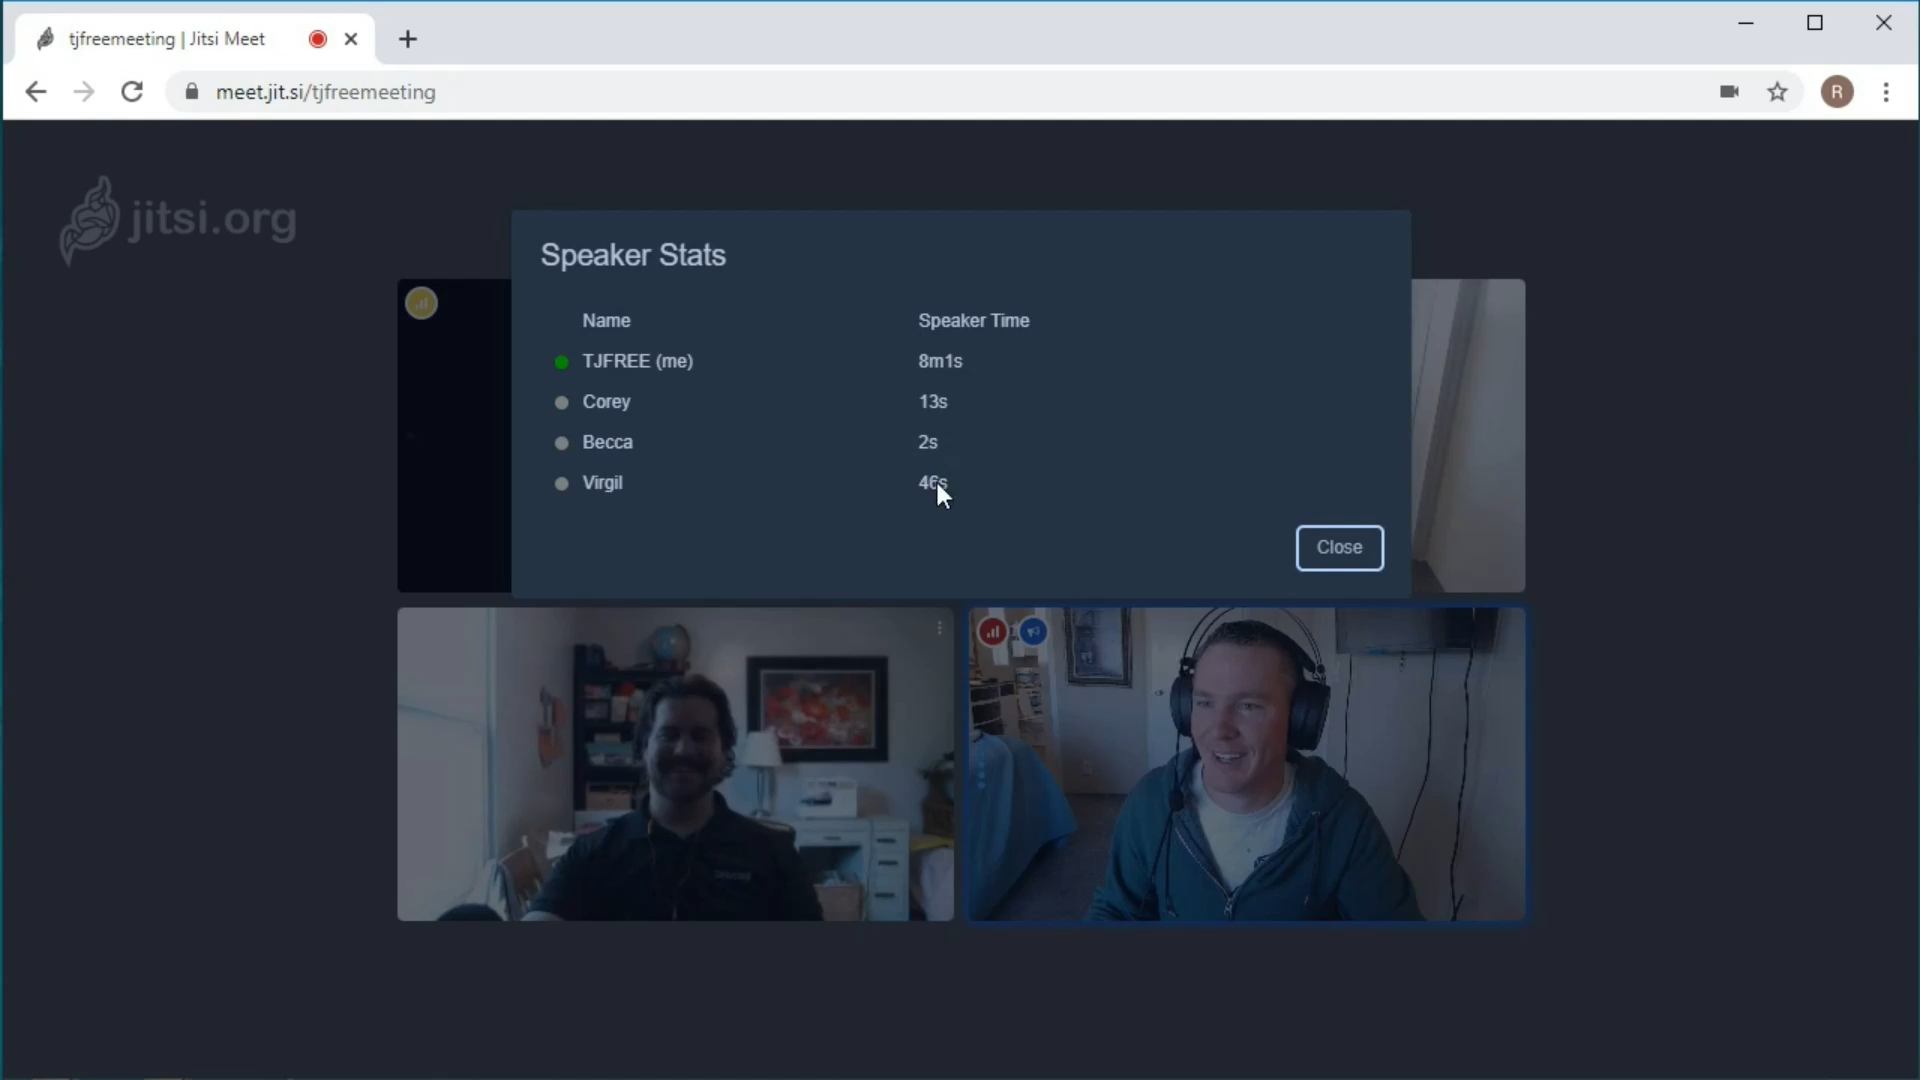 tjfreemeeting | Jitsi Meet
meet.jit.si/tjfreemeeting
R
jitsi.org
Speaker Stats
Name Speaker Time
TJFREE (me) 8m1s
Corey 13s
Becca 2s
Virgil 46s
Close